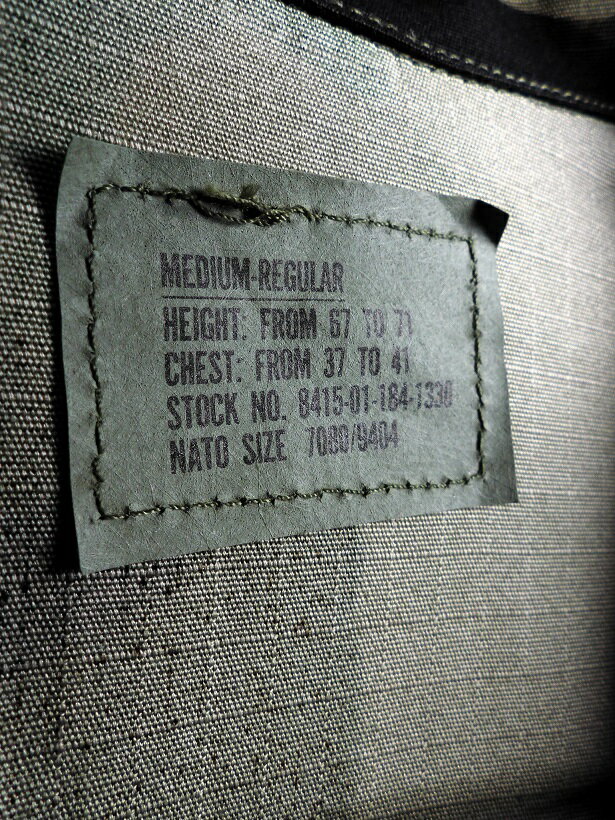 MEDIUM-REGULAR
HEIGHT: FROM 67 TO 71
CHEST: FROM 37 TO 41
STOCK NO. 8415-01-184-1330
NATO SIZE 7080/9404